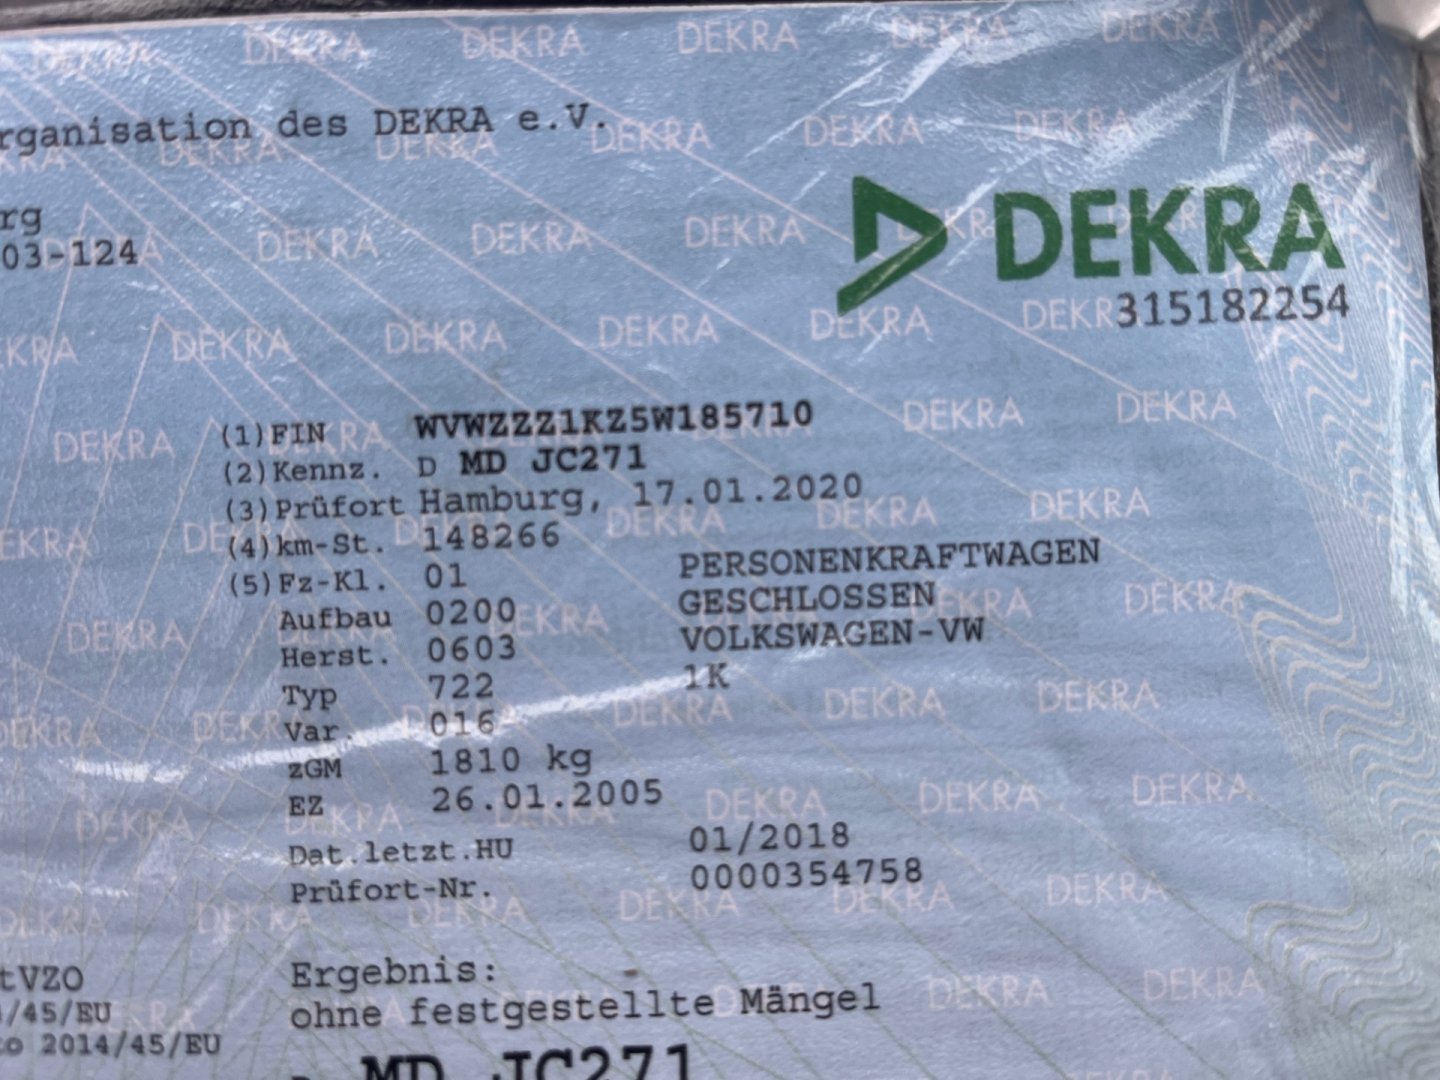 rganisation des DEKRA e.V.
DEKRA
rg
03-124
315182254
(1)FIN WVWZZZ1KZ5W185710
(2)Kennz. D MD JC271
(3)Prüfort Hamburg, 17.01.2020
(4)km-St. 148266
(5)Fz-Kl. 01 PERSONENKRAFTWAGEN
Aufbau 0200 GESCHLOSSEN
Herst. 0603 VOLKSWAGEN-VW
Typ 722 1K
Var. 016
zGM 1810 kg
EZ 26.01.2005
Dat.letzt.HU 01/2018
Prüfort-Nr. 0000354758
tVZO
/45/EU
o 2014/45/EU
Ergebnis:
ohne festgestellte Mängel
D MD JC271